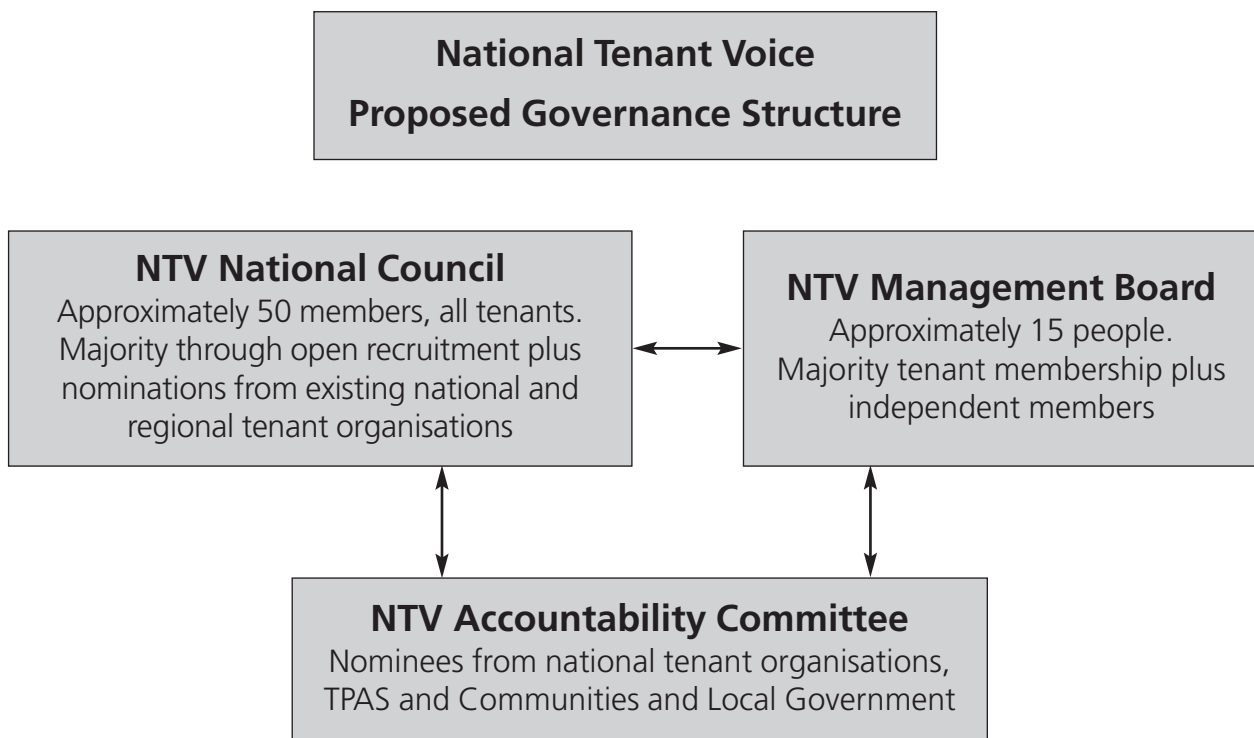 National Tenant Voice
Proposed Governance Structure
NTV National Council
Approximately 50 members, all tenants.
Majority through open recruitment plus
nominations from existing national and
regional tenant organisations
NTV Management Board
Approximately 15 people.
Majority tenant membership plus
independent members
NTV Accountability Committee
Nominees from national tenant organisations,
TPAS and Communities and Local Government